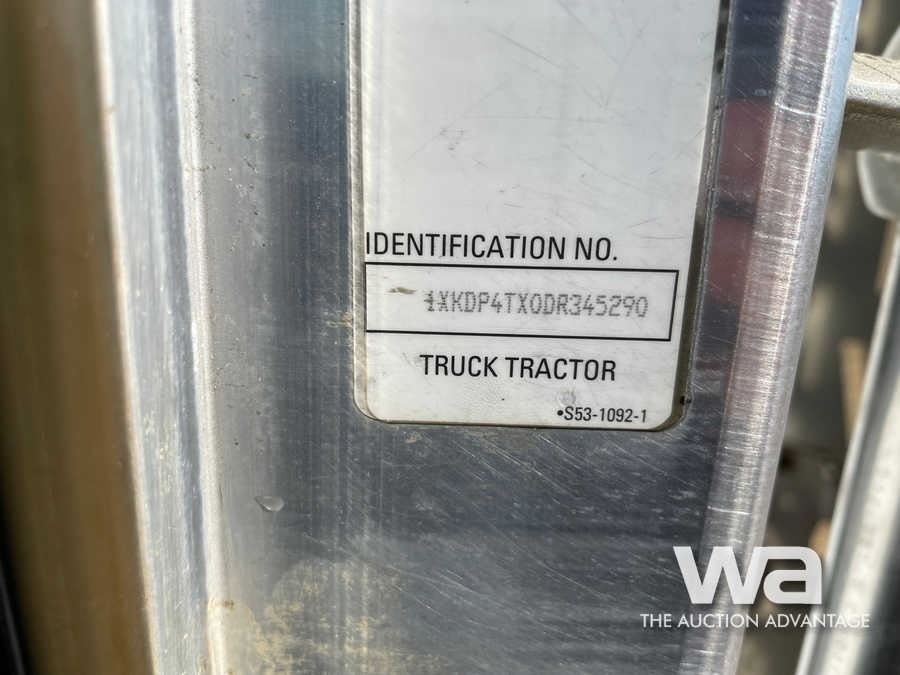 IDENTIFICATION NO.
1XKDP4TX0DR345290
TRUCK TRACTOR
•S53-1092-1
wa
THE AUCTION ADVANTAGE